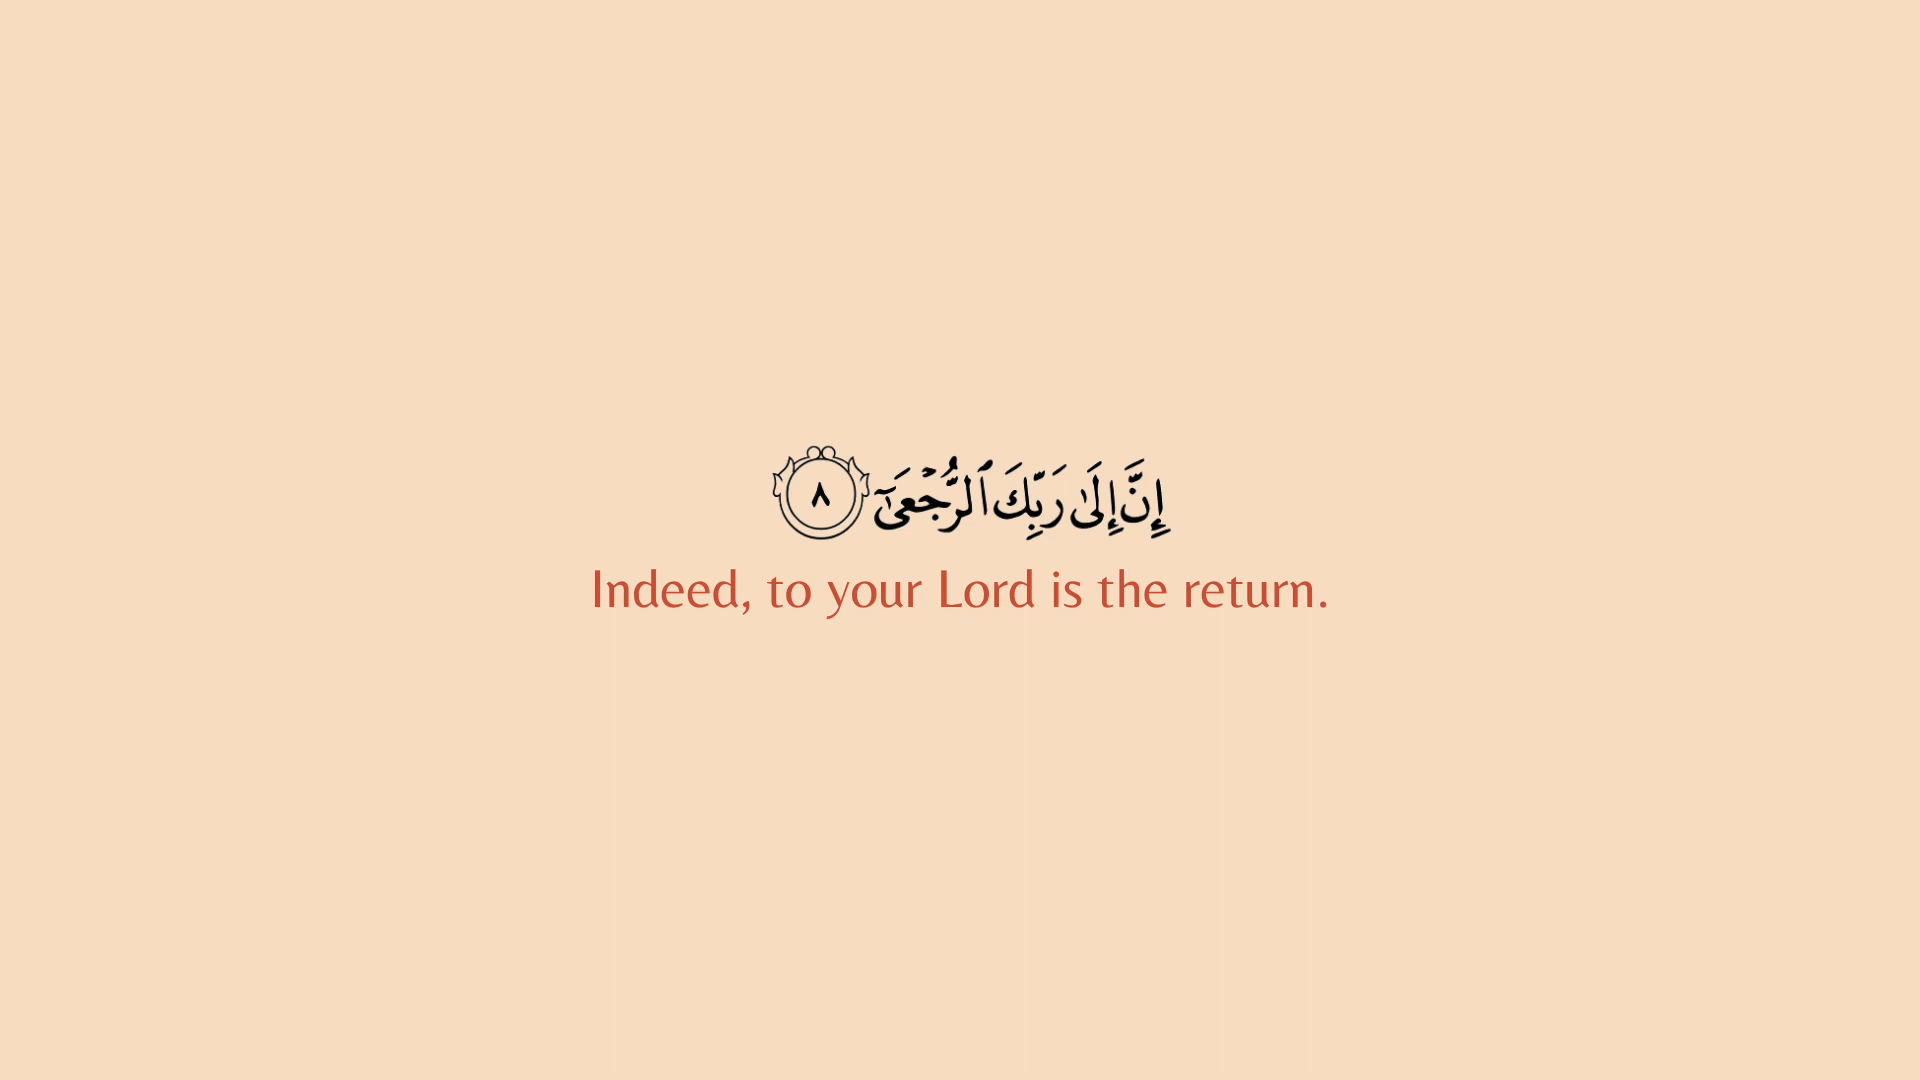 إِنَّ إِلَىٰ رَبِّكَ ٱلرُّجْعَىٰٓ ٨
Indeed, to your Lord is the return.